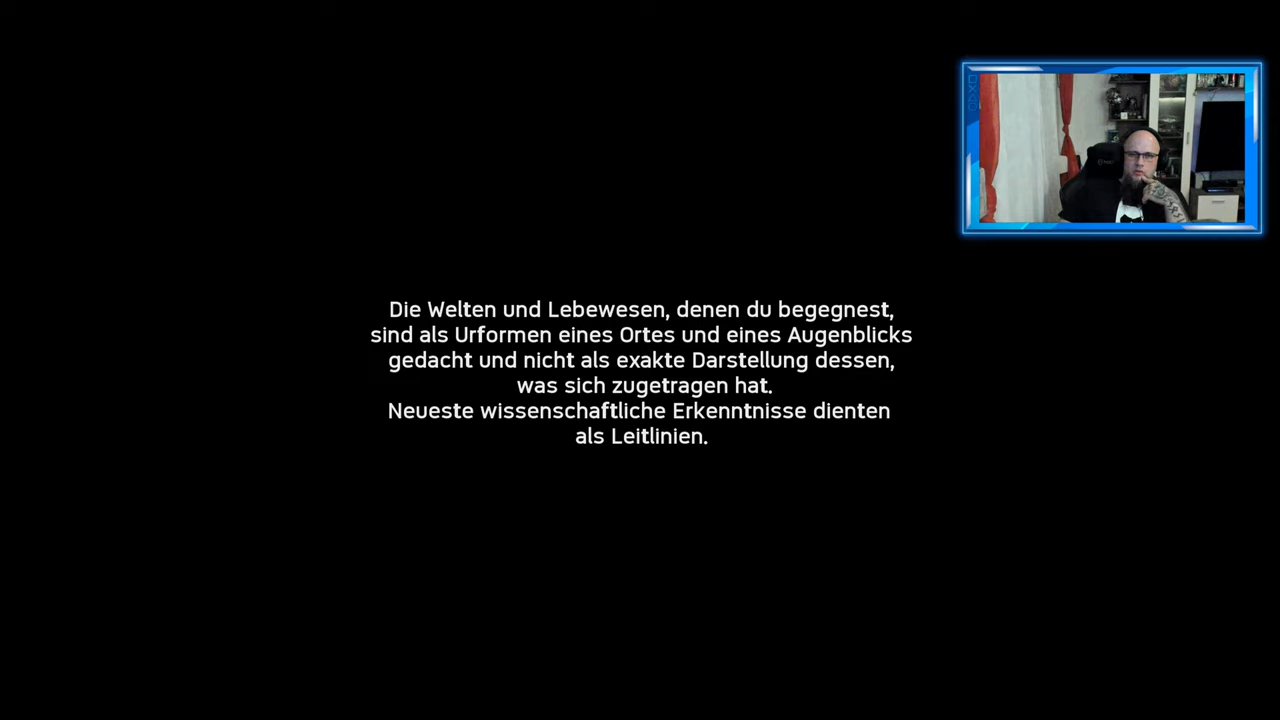 Die Welten und Lebewesen, denen du begegnest,
sind als Urformen eines Ortes und eines Augenblicks
gedacht und nicht als exakte Darstellung dessen,
was sich zugetragen hat.
Neueste wissenschaftliche Erkenntnisse dienten
als Leitlinien.